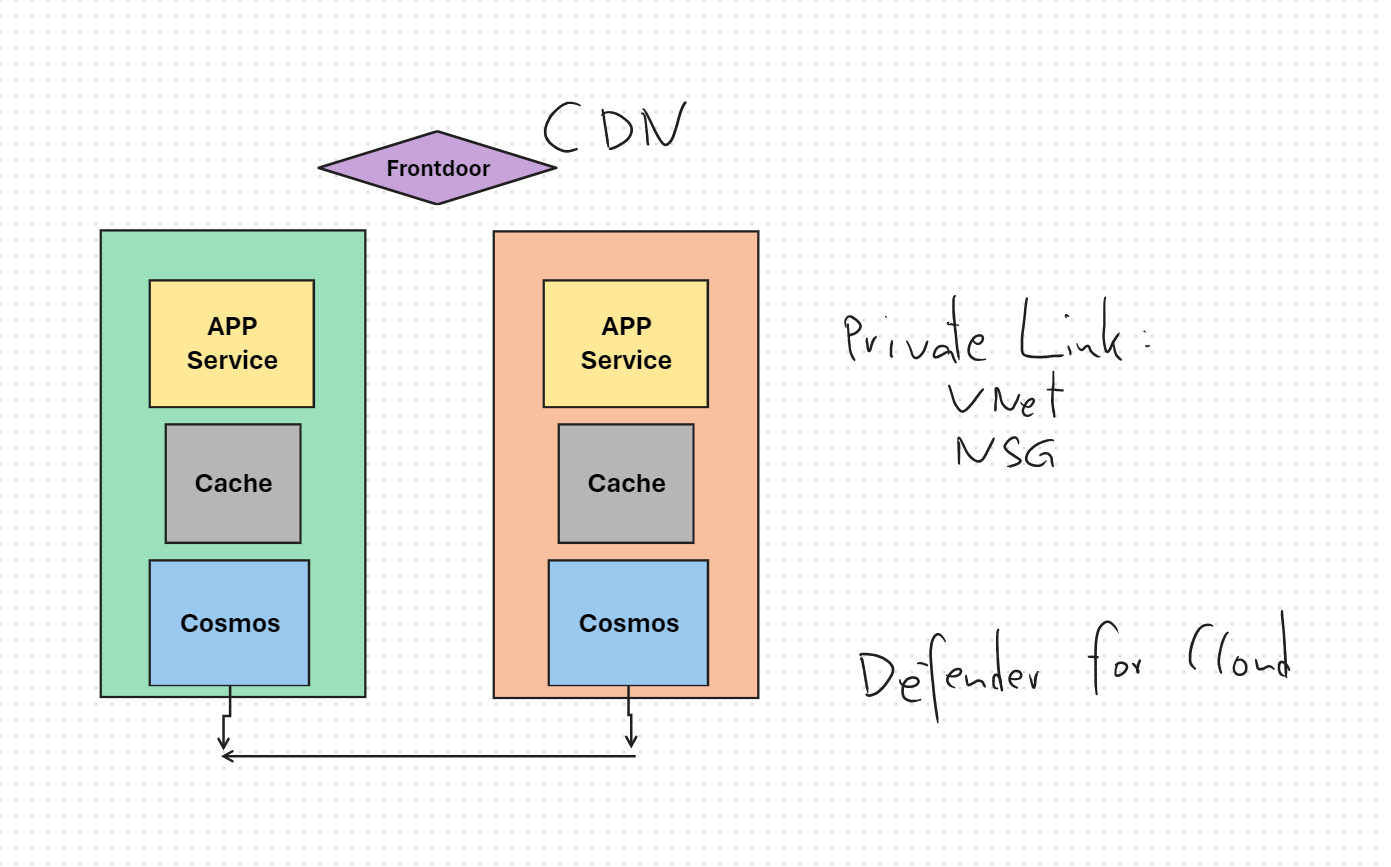 CDN
Frontdoor
APP
Service
Cache
Cosmos
APP
Service
Cache
Cosmos
Private Link:
VNet
NSG
Defender for Cloud